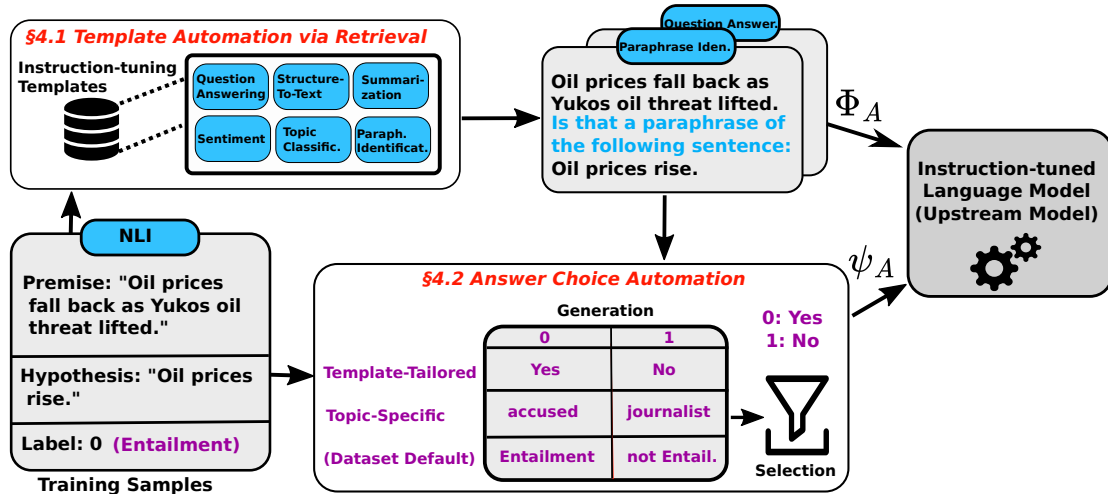 §4.1 Template Automation via Retrieval
Instruction-tuning
Templates
Question
Answering
Structure-
To-Text
Summari-
zation
Sentiment
Topic
Classific.
Paraph.
Identificat.
Question Answer.
Paraphrase Iden.
Oil prices fall back as
Yukos oil threat lifted.
Is that a paraphrase of
the following sentence:
Oil prices rise.
Φ_A
ψ_A
Instruction-tuned
Language Model
(Upstream Model)
NLI
Premise: "Oil prices
fall back as Yukos oil
threat lifted."
Hypothesis: "Oil prices
rise."
Label: 0 (Entailment)
Training Samples
§4.2 Answer Choice Automation
Generation
0 1
Template-Tailored Yes No
Topic-Specific accused journalist
(Dataset Default) Entailment not Entail.
0: Yes
1: No
Selection